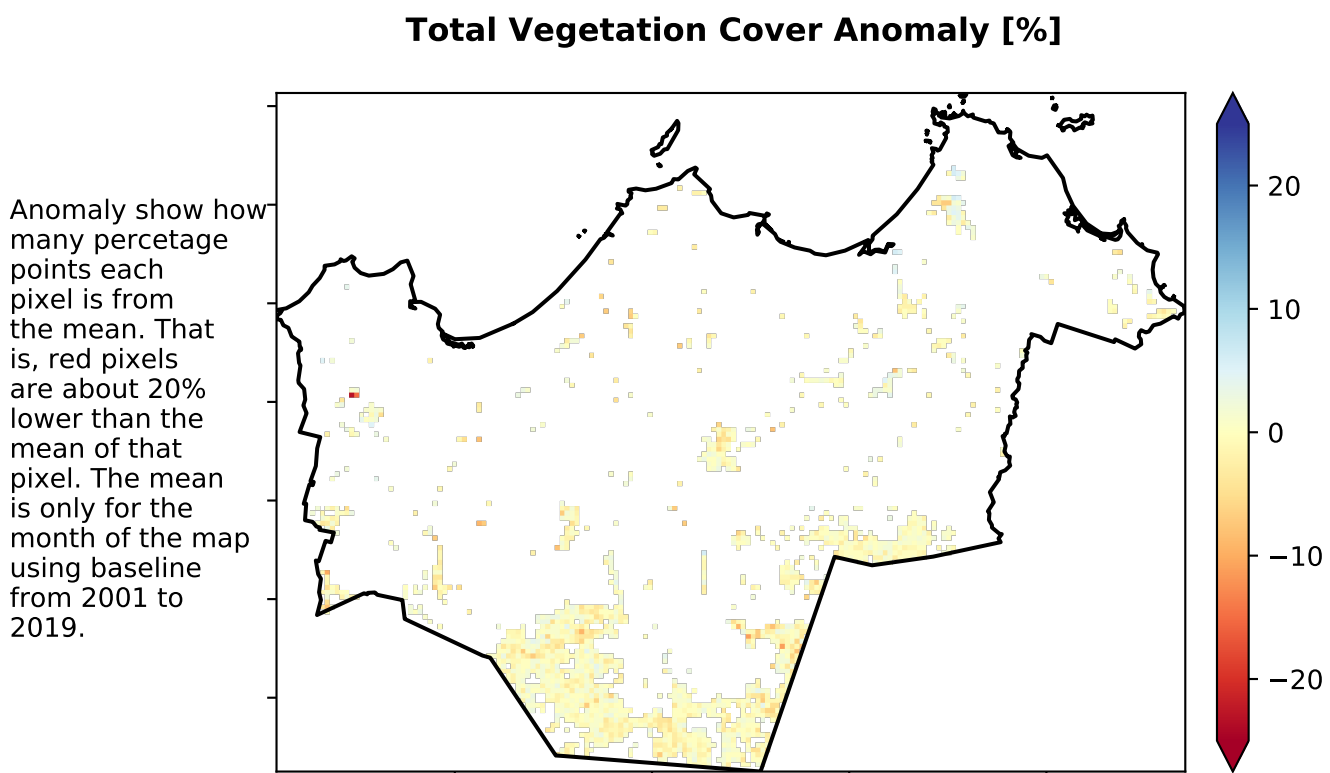 Total Vegetation Cover Anomaly [%]
Anomaly show how
many percetage
points each
pixel is from
the mean. That
is, red pixels
are about 20%
lower than the
mean of that
pixel. The mean
is only for the
month of the map
using baseline
from 2001 to
2019.
20
10
0
−10
−20